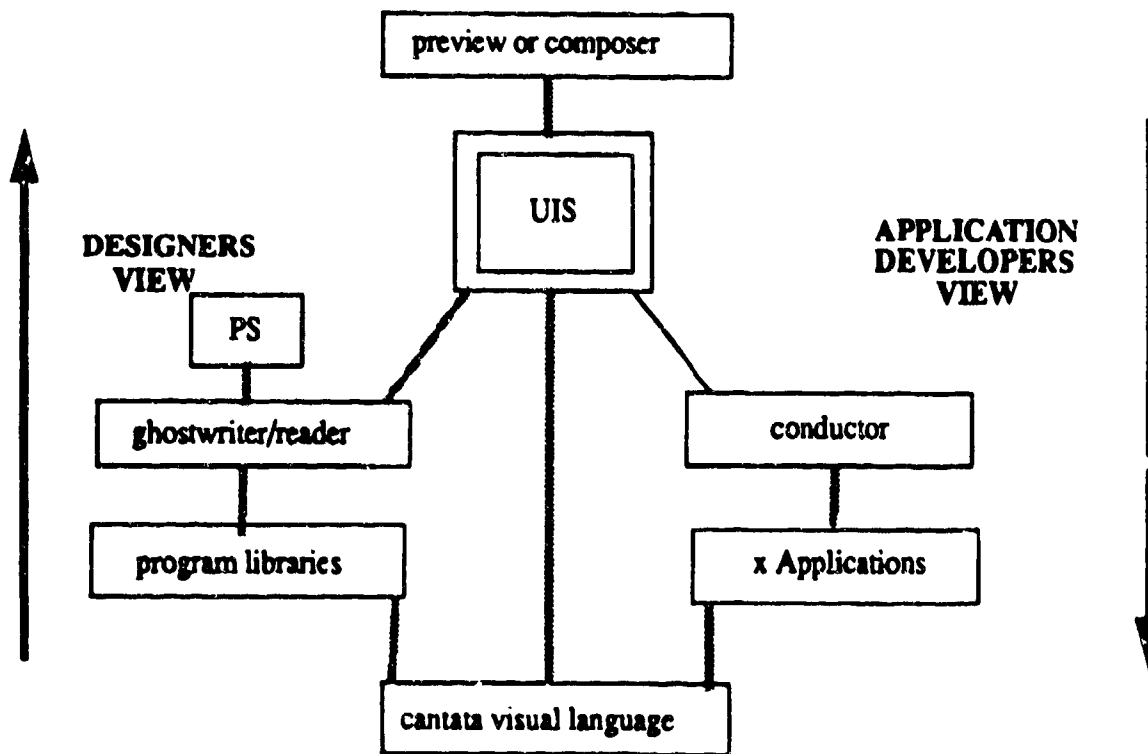 preview or composer
UIS
DESIGNERS
VIEW
APPLICATION
DEVELOPERS
VIEW
PS
ghostwriter/reader
conductor
program libraries
x Applications
cantata visual language